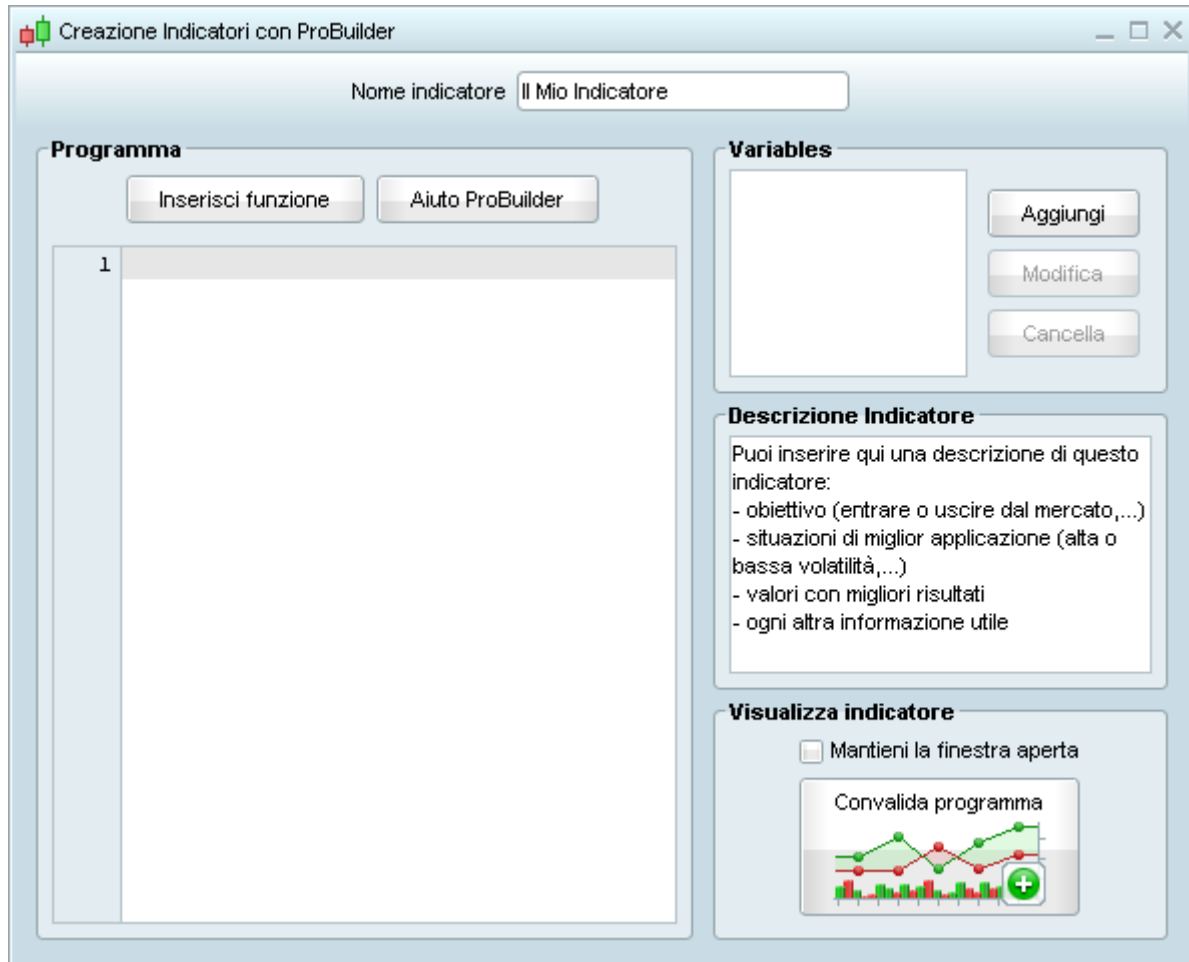 Creazione Indicatori con ProBuilder
Nome indicatore Il Mio Indicatore
Programma
Inserisci funzione Aiuto ProBuilder
1
Variables
Aggiungi
Modifica
Cancella
Descrizione Indicatore
Puoi inserire qui una descrizione di questo
indicatore:
- obiettivo (entrare o uscire dal mercato,...)
- situazioni di miglior applicazione (alta o
bassa volatilità,...)
- valori con migliori risultati
- ogni altra informazione utile
Visualizza indicatore
Mantieni la finestra aperta
Convalida programma